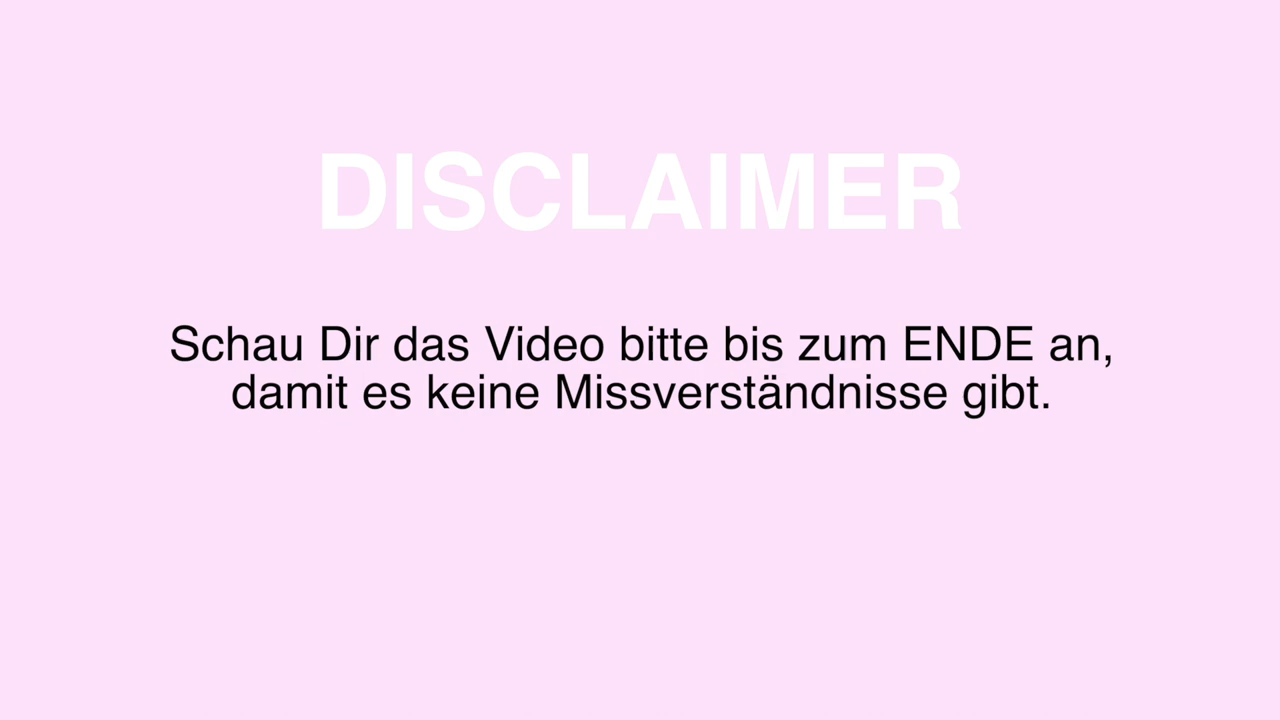 DISCLAIMER
Schau Dir das Video bitte bis zum ENDE an,
damit es keine Missverständnisse gibt.